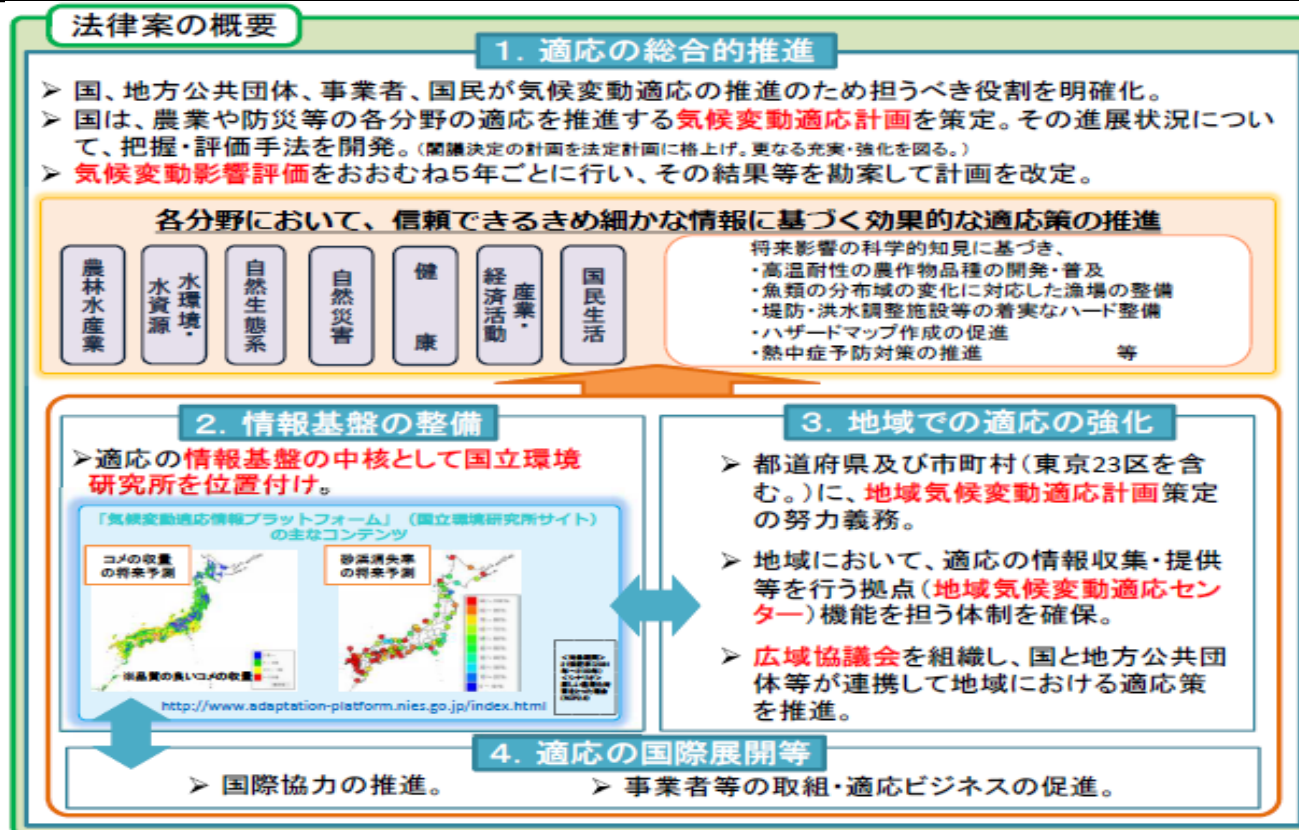 法律案の概要
1. 適応の総合的推進
➢ 国、地方公共団体、事業者、国民が気候変動適応の推進のため担うべき役割を明確化。
➢ 国は、農業や防災等の各分野の適応を推進する気候変動適応計画を策定。その進展状況につい
て、把握・評価手法を開発。(閣議決定の計画を法定計画に格上げ。更なる充実・強化を図る。)
➢ 気候変動影響評価をおおむね5年ごとに行い、その結果等を勘案して計画を改定。
各分野において、信頼できるきめ細かな情報に基づく効果的な適応策の推進
農林水産業
水環境・
水資源
自然生態系
自然災害
健康
産業・
経済活動
国民生活
将来影響の科学的知見に基づき、
・高温耐性の農作物品種の開発・普及
・魚類の分布域の変化に対応した漁場の整備
・堤防・洪水調整施設等の着実なハード整備
・ハザードマップ作成の促進
・熱中症予防対策の推進 等
2. 情報基盤の整備
➢適応の情報基盤の中核として国立環境
研究所を位置付け。
「気候変動適応情報プラットフォーム」(国立環境研究所サイト)
の主なコンテンツ
コメの収量
の将来予測
砂浜消失率
の将来予測
※品質の良いコメの収量
http://www.adaptation-platform.nies.go.jp/index.html
3. 地域での適応の強化
➢ 都道府県及び市町村(東京23区を含
む。)に、地域気候変動適応計画策定
の努力義務。
➢ 地域において、適応の情報収集・提供
等を行う拠点(地域気候変動適応セン
ター)機能を担う体制を確保。
➢ 広域協議会を組織し、国と地方公共団
体等が連携して地域における適応策
を推進。
4. 適応の国際展開等
➢ 国際協力の推進。
➢ 事業者等の取組・適応ビジネスの促進。